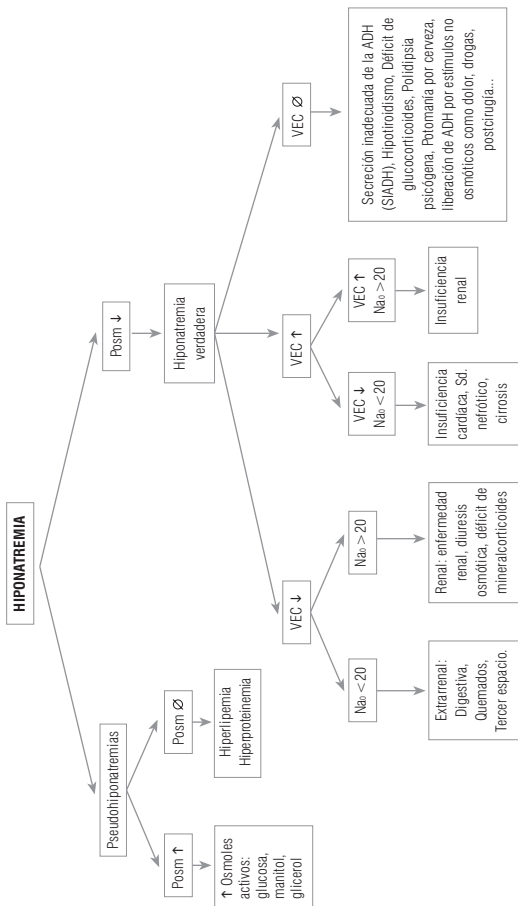 HIPONATREMIA
Pseudohiponatremias
Posm ↑
↑ Osmoles
activos:
glucosa,
manitol,
glicerol
Posm Ø
Hiperlipemia
Hiperproteinemia
Posm ↓
Hiponatremia
verdadera
VEC ↓
Nao < 20
Extrarrenal:
Digestiva,
Quemados,
Tercer espacio.
Nao > 20
Renal: enfermedad
renal, diuresis
osmótica, déficit de
mineralcorticoides
VEC ↑
VEC ↓
Nao < 20
Insuficiencia
cardíaca, Sd.
nefrótico,
cirrosis
VEC ↑
Nao > 20
Insuficiencia
renal
VEC Ø
Secreción inadecuada de la ADH
(SIADH), Hipotiroidismo, Déficit de
glucocorticoides, Polidipsia
psicógena, Potomanía por cerveza,
liberación de ADH por estímulos no
osmóticos como dolor, drogas,
postcirugía...